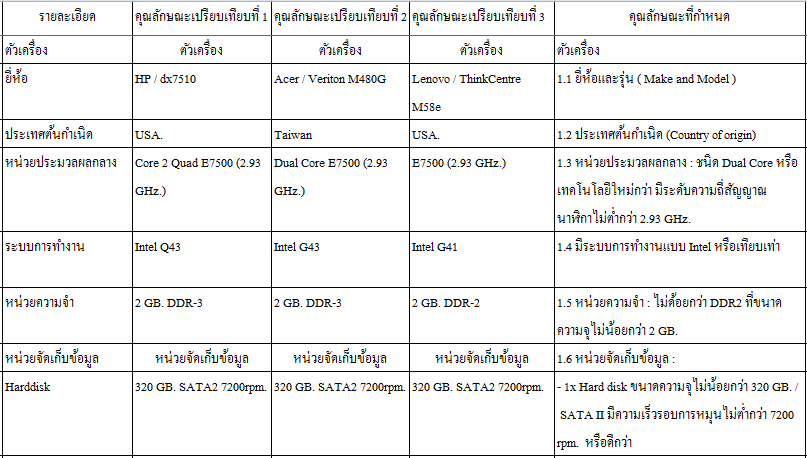 รายละเอียด คุณลักษณะเปรียบเทียบที่ 1 คุณลักษณะเปรียบเทียบที่ 2 คุณลักษณะเปรียบเทียบที่ 3 คุณลักษณะที่กำหนด
ตัวเครื่อง ตัวเครื่อง ตัวเครื่อง ตัวเครื่อง ตัวเครื่อง
ยี่ห้อ HP / dx7510 Acer / Veriton M480G Lenovo / ThinkCentre 1.1 ยี่ห้อและรุ่น ( Make and Model )
M58e
ประเทศต้นกำเนิด USA. Taiwan USA. 1.2 ประเทศต้นกำเนิด (Country of origin)
หน่วยประมวลผลกลาง Core 2 Quad E7500 (2.93 Dual Core E7500 (2.93 E7500 (2.93 GHz.) 1.3 หน่วยประมวลผลกลาง : ชนิด Dual Core หรือ
GHz.) GHz.) เทคโนโลยีใหม่กว่า มีระดับความถี่สัญญาณ
นาฬิกาไม่ต่ำกว่า 2.93 GHz.
ระบบการทำงาน Intel Q43 Intel G43 Intel G41 1.4 มีระบบการทำงานแบบ Intel หรือเทียบเท่า
หน่วยความจำ 2 GB. DDR-3 2 GB. DDR-3 2 GB. DDR-2 1.5 หน่วยความจำ : ไม่ด้อยกว่า DDR2 ที่ขนาด
ความจุไม่น้อยกว่า 2 GB.
หน่วยจัดเก็บข้อมูล หน่วยจัดเก็บข้อมูล หน่วยจัดเก็บข้อมูล หน่วยจัดเก็บข้อมูล 1.6 หน่วยจัดเก็บข้อมูล :
Harddisk 320 GB. SATA2 7200rpm. 320 GB. SATA2 7200rpm. 320 GB. SATA2 7200rpm. - 1x Hard disk ขนาดความจุไม่น้อยกว่า 320 GB. /
SATA II มีความเร็วรอบการหมุนไม่ต่ำกว่า 7200
rpm. หรือดีกว่า